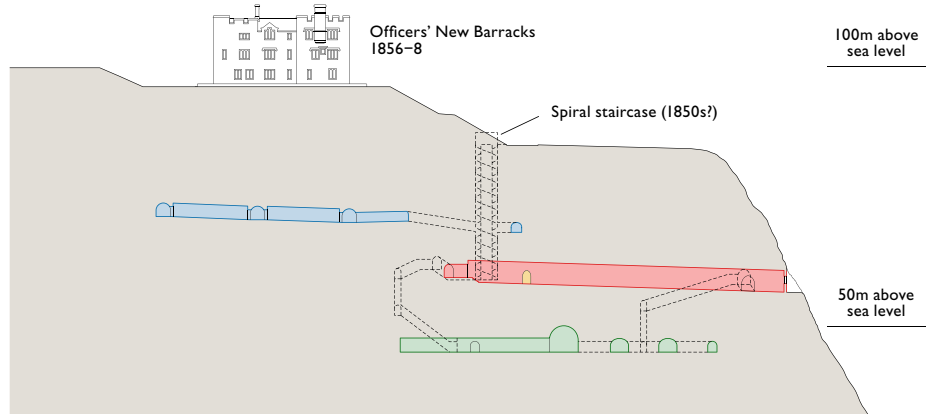 Officers’ New Barracks
1856–8
100m above
sea level
Spiral staircase (1850s?)
50m above
sea level